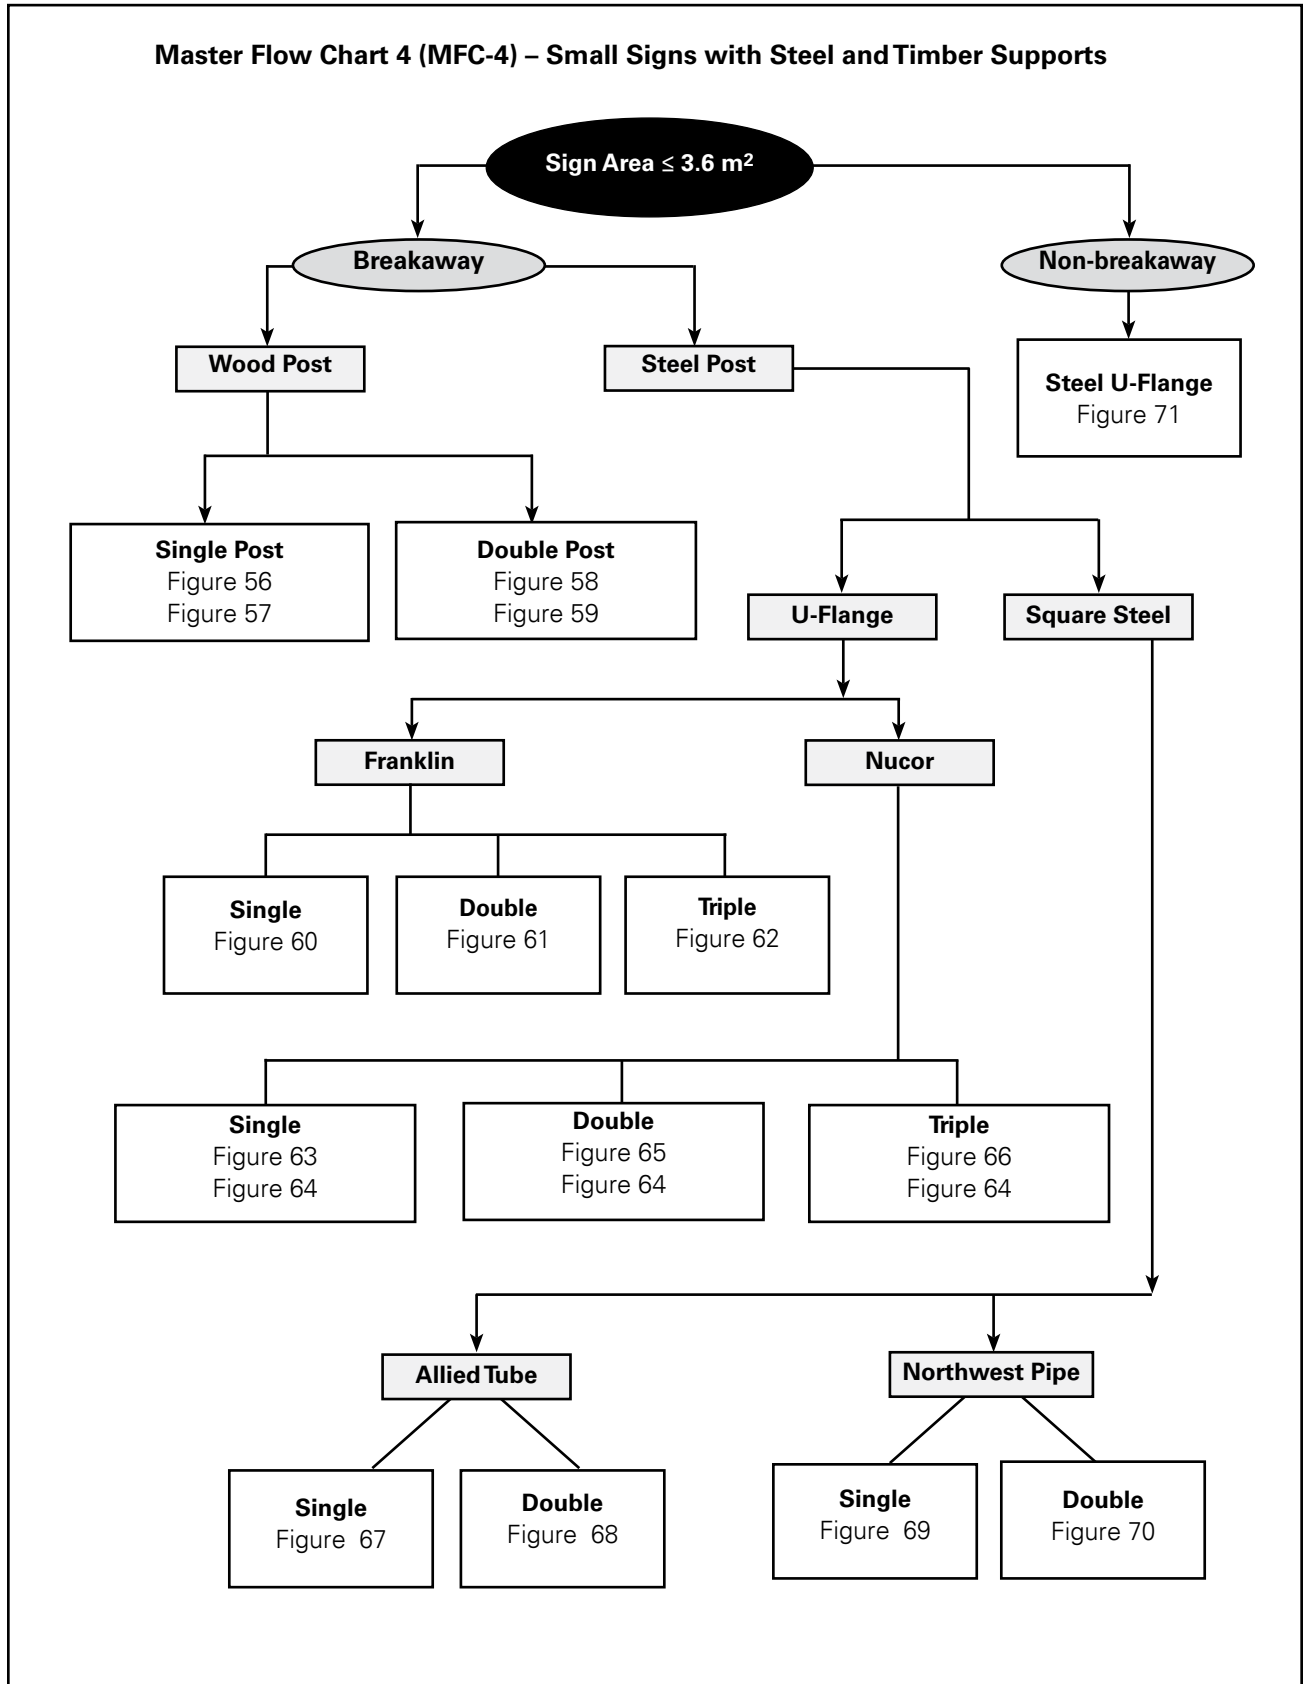 Master Flow Chart 4 (MFC-4) – Small Signs with Steel and Timber Supports
Sign Area ≤ 3.6 m²
Breakaway
Non-breakaway
Wood Post
Steel Post
Steel U-Flange
Figure 71
Single Post
Figure 56
Figure 57
Double Post
Figure 58
Figure 59
U-Flange
Square Steel
Franklin
Nucor
Single
Figure 60
Double
Figure 61
Triple
Figure 62
Single
Figure 63
Figure 64
Double
Figure 65
Figure 64
Triple
Figure 66
Figure 64
Allied Tube
Northwest Pipe
Single
Figure 67
Double
Figure 68
Single
Figure 69
Double
Figure 70